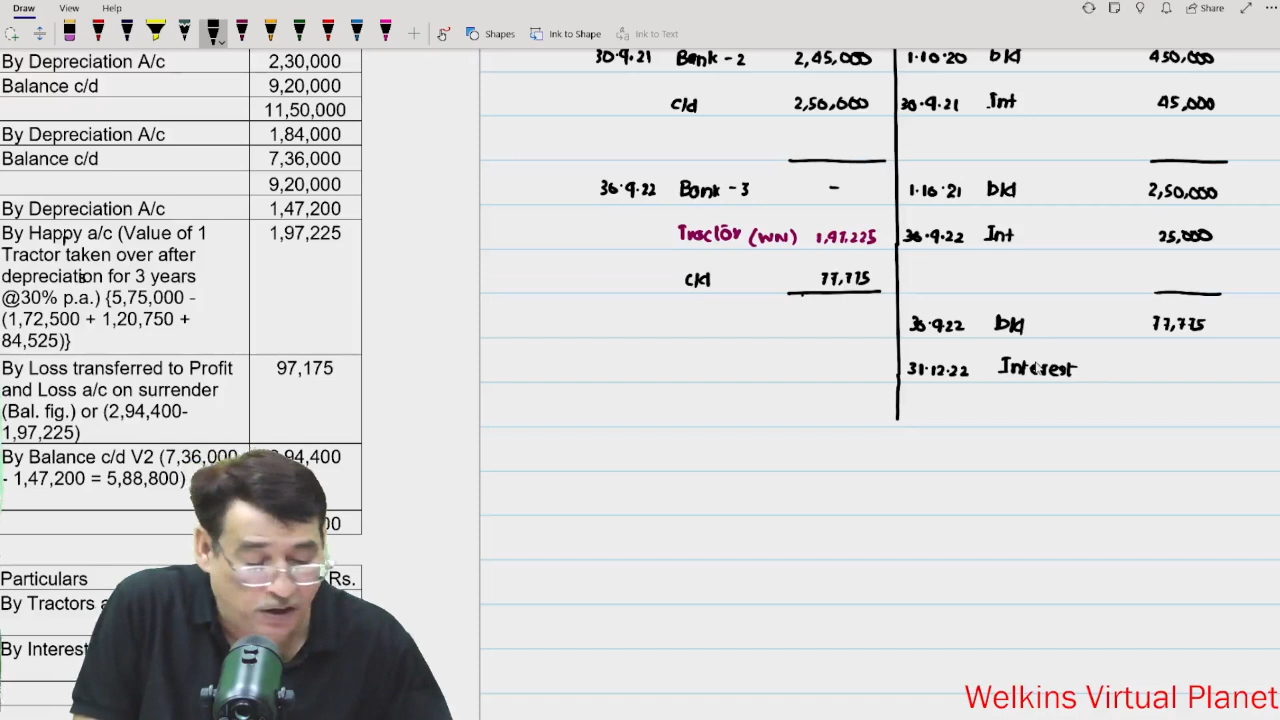 Draw View Help Share
Shapes Ink to Shape Ink to Text
By Depreciation A/c 2,30,000
Balance c/d 9,20,000
11,50,000
By Depreciation A/c 1,84,000
Balance c/d 7,36,000
9,20,000
By Depreciation A/c 1,47,200
By Happy a/c (Value of 1 1,97,225
Tractor taken over after
depreciation for 3 years
@30% p.a.) {5,75,000 -
(1,72,500 + 1,20,750 +
84,525)}
By Loss transferred to Profit 97,175
and Loss a/c on surrender
(Bal. fig.) or (2,94,400-
1,97,225)
By Balance c/d V2 (7,36,000 94,400
- 1,47,200 = 5,88,800)
00
Particulars Rs.
By Tractors a
By Interest
30.9.21 Bank - 2 2,45,000 1.10.20 b/d 450,000
c/d 2,50,000 30.9.21 Int 45,000
30.9.22 Bank - 3 - 1.10.21 b/d 2,50,000
Tractor (WN) 1,97,225 30.9.22 Int 25,000
c/d 77,775
30.9.22 b/d 77,775
31.12.22 Interest
Welkins Virtual Planet